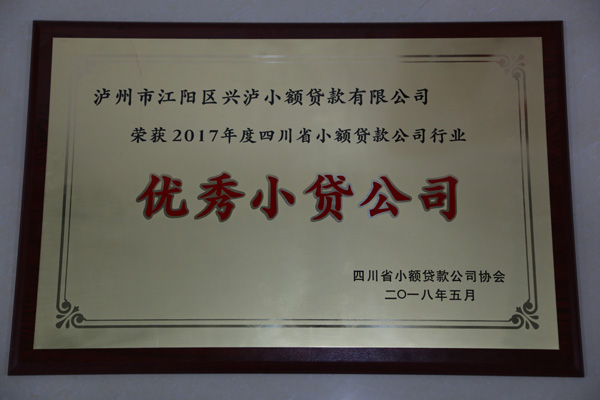 泸州市江阳区兴泸小额贷款有限公司
荣获2017年度四川省小额贷款公司行业
优秀小贷公司
四川省小额贷款公司协会
二〇一八年五月